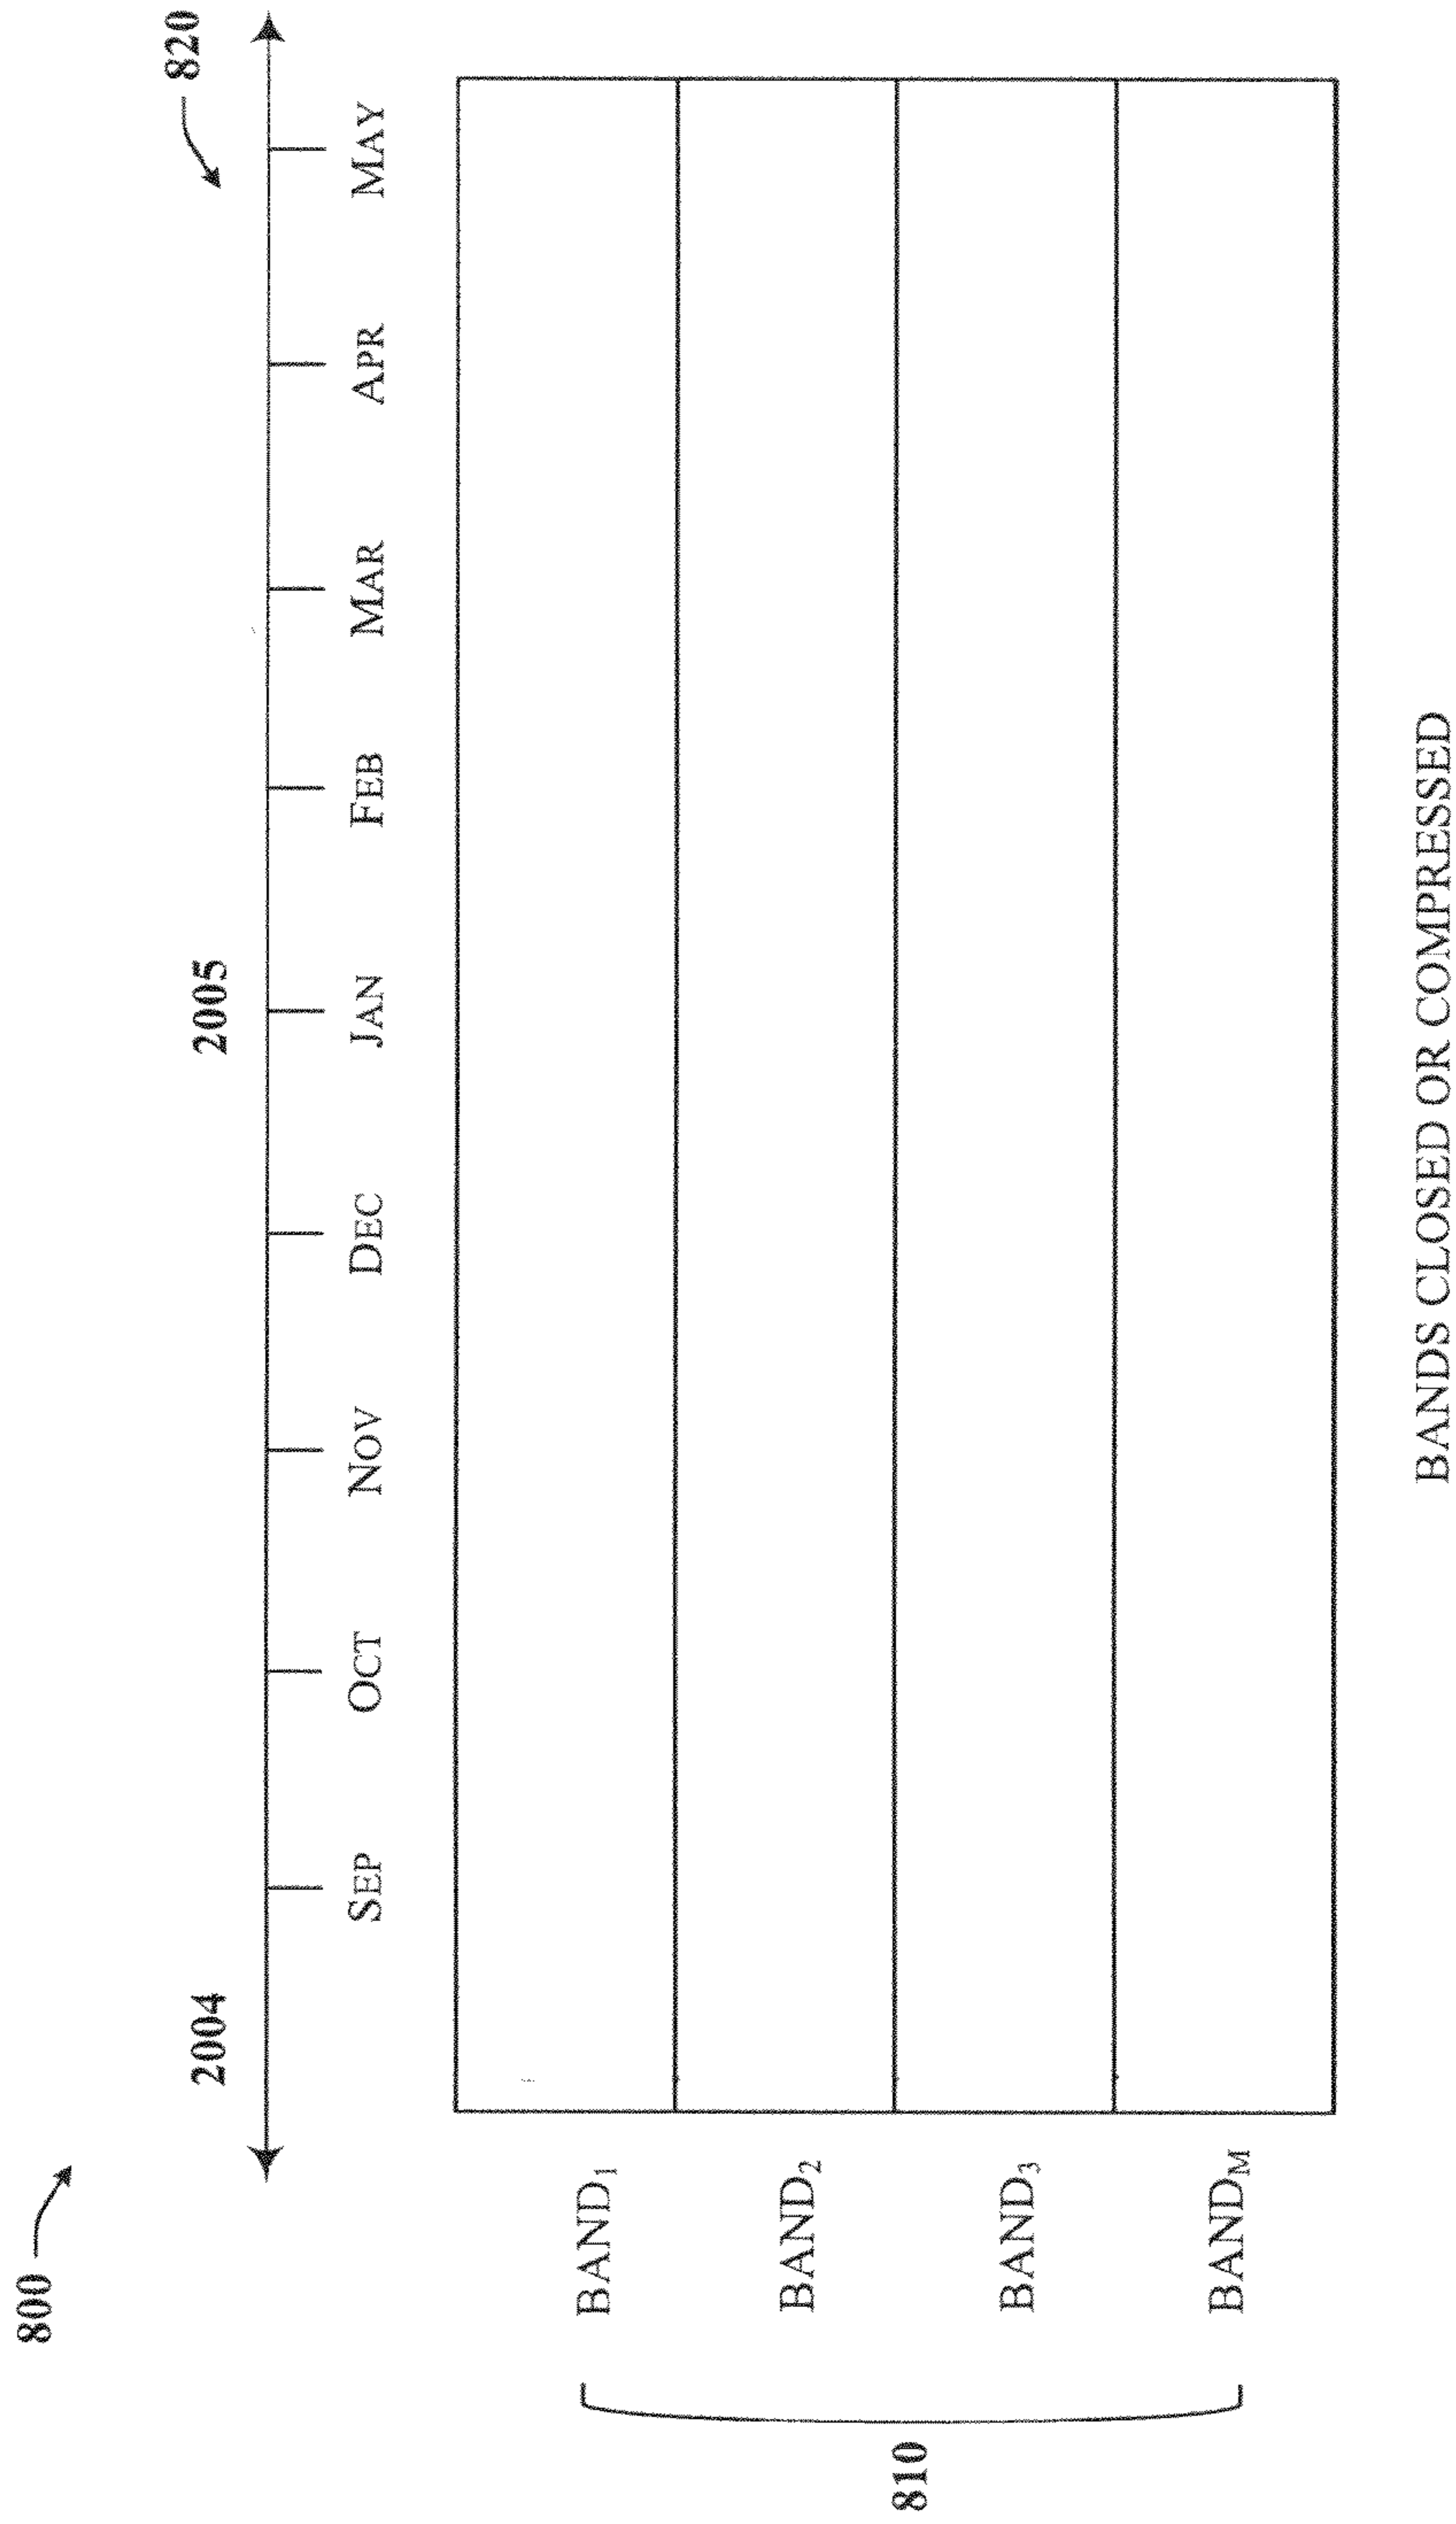 800
820
2004 2005
SEP OCT NOV DEC JAN FEB MAR APR MAY
BAND₁
BAND₂
BAND₃
BANDM
810
BANDS CLOSED OR COMPRESSED